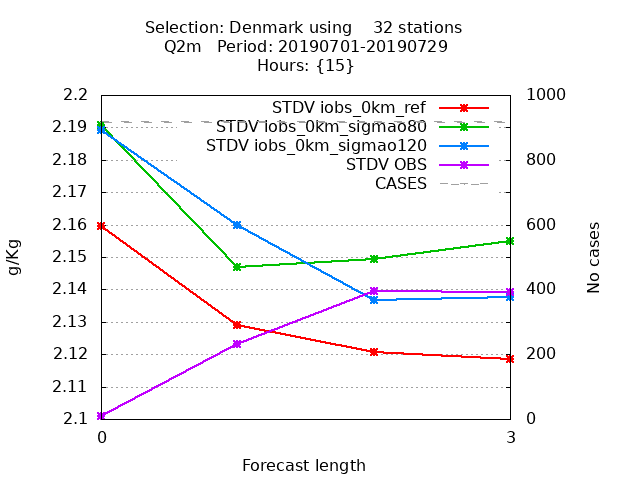 Selection: Denmark using    32 stations
Q2m   Period: 20190701-20190729
Hours: {15}
2.2
2.19
2.18
2.17
2.16
2.15
2.14
2.13
2.12
2.11
2.1
g/Kg
STDV iobs_0km_ref
STDV iobs_0km_sigmao80
STDV iobs_0km_sigmao120
STDV OBS
CASES
1000
800
600
400
200
0
No cases
0
3
Forecast length